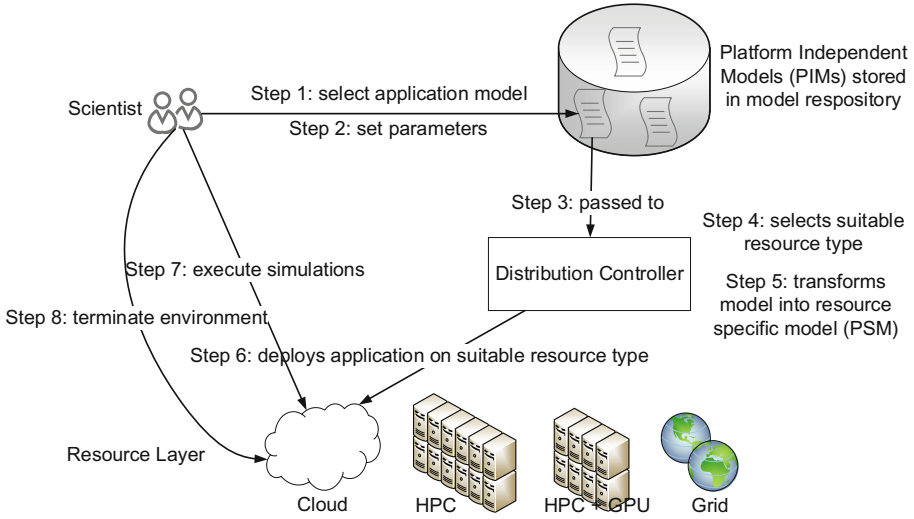 Platform Independent
Models (PIMs) stored
in model respository
Scientist
Step 1: select application model
Step 2: set parameters
Step 3: passed to
Step 4: selects suitable
resource type
Distribution Controller
Step 5: transforms
model into resource
specific model (PSM)
Step 7: execute simulations
Step 8: terminate environment
Step 6: deploys application on suitable resource type
Resource Layer
Cloud
HPC
HPC + GPU
Grid